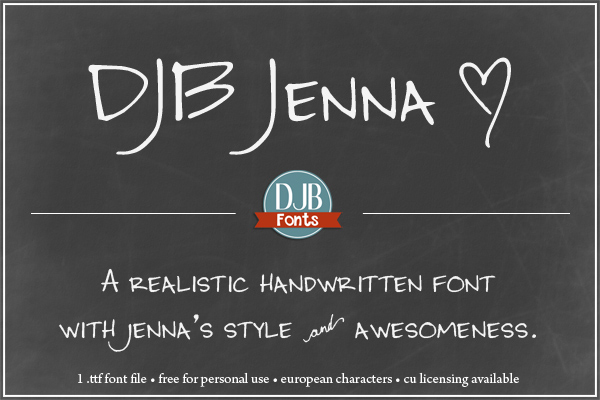 DJB Jenna ♡
DJB
Fonts
A realistic handwritten font
with Jenna's style and awesomeness.
1 .ttf font file • free for personal use • european characters • cu licensing available